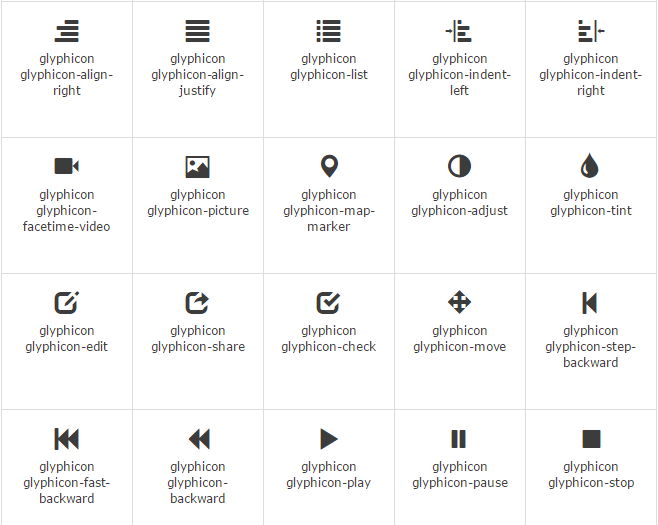 glyphicon
glyphicon-align-
right
glyphicon
glyphicon-align-
justify
glyphicon
glyphicon-list
glyphicon
glyphicon-indent-
left
glyphicon
glyphicon-indent-
right
glyphicon
glyphicon-
facetime-video
glyphicon
glyphicon-picture
glyphicon
glyphicon-map-
marker
glyphicon
glyphicon-adjust
glyphicon
glyphicon-tint
glyphicon
glyphicon-edit
glyphicon
glyphicon-share
glyphicon
glyphicon-check
glyphicon
glyphicon-move
glyphicon
glyphicon-step-
backward
glyphicon
glyphicon-fast-
backward
glyphicon
glyphicon-
backward
glyphicon
glyphicon-play
glyphicon
glyphicon-pause
glyphicon
glyphicon-stop